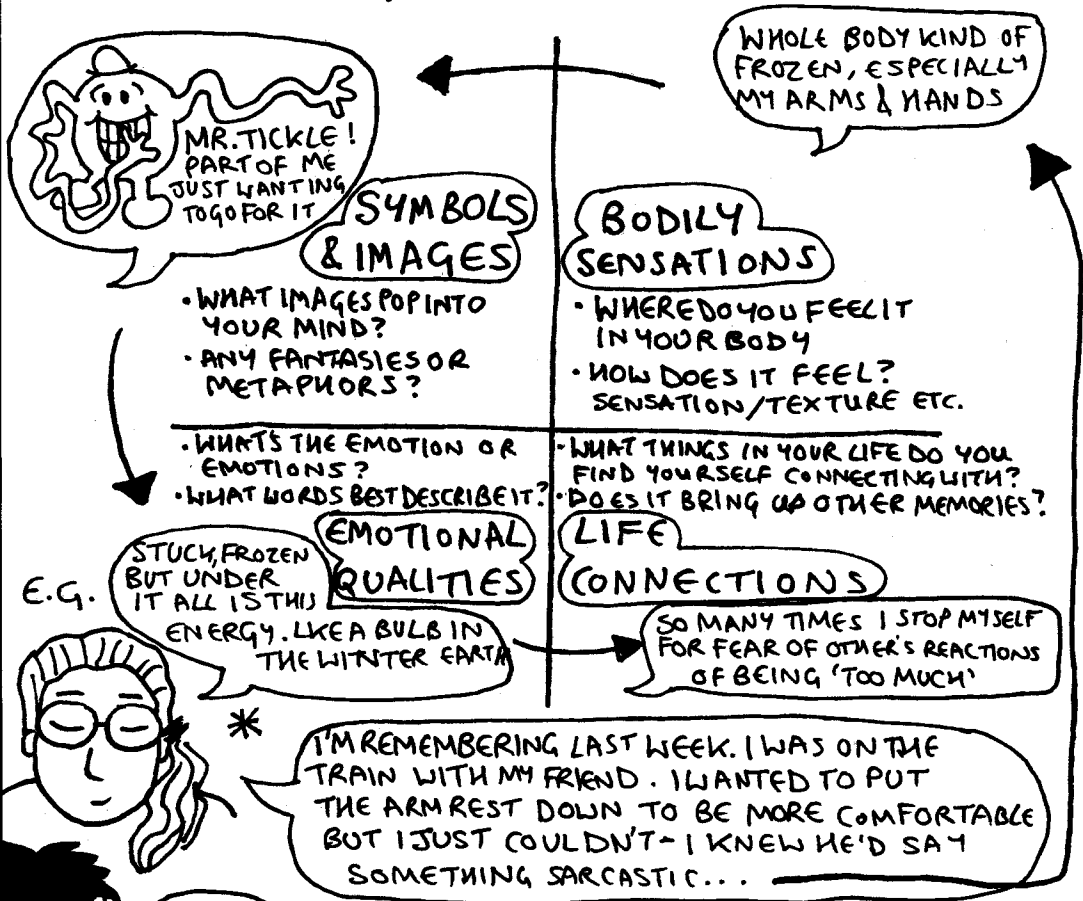 WHOLE BODY KIND OF
FROZEN, ESPECIALLY
MY ARMS & HANDS
MR. TICKLE!
PART OF ME
JUST WANTING
TO GO FOR IT
SYMBOLS
& IMAGES
• WHAT IMAGES POP INTO
YOUR MIND?
• ANY FANTASIES OR
METAPHORS?
BODILY
SENSATIONS
• WHERE DO YOU FEEL IT
IN YOUR BODY
• HOW DOES IT FEEL?
SENSATION/TEXTURE ETC.
• WHAT'S THE EMOTION OR
EMOTIONS?
• WHAT WORDS BEST DESCRIBE IT?
EMOTIONAL
QUALITIES
• WHAT THINGS IN YOUR LIFE DO YOU
FIND YOURSELF CONNECTING WITH?
• DOES IT BRING UP OTHER MEMORIES?
LIFE
CONNECTIONS
E.G.
STUCK, FROZEN
BUT UNDER
IT ALL IS THIS
ENERGY. LIKE A BULB IN
THE WINTER EARTH
SO MANY TIMES I STOP MYSELF
FOR FEAR OF OTHER'S REACTIONS
OF BEING 'TOO MUCH'
*
I'M REMEMBERING LAST WEEK. I WAS ON THE
TRAIN WITH MY FRIEND. I WANTED TO PUT
THE ARM REST DOWN TO BE MORE COMFORTABLE
BUT I JUST COULDN'T - I KNEW HE'D SAY
SOMETHING SARCASTIC...